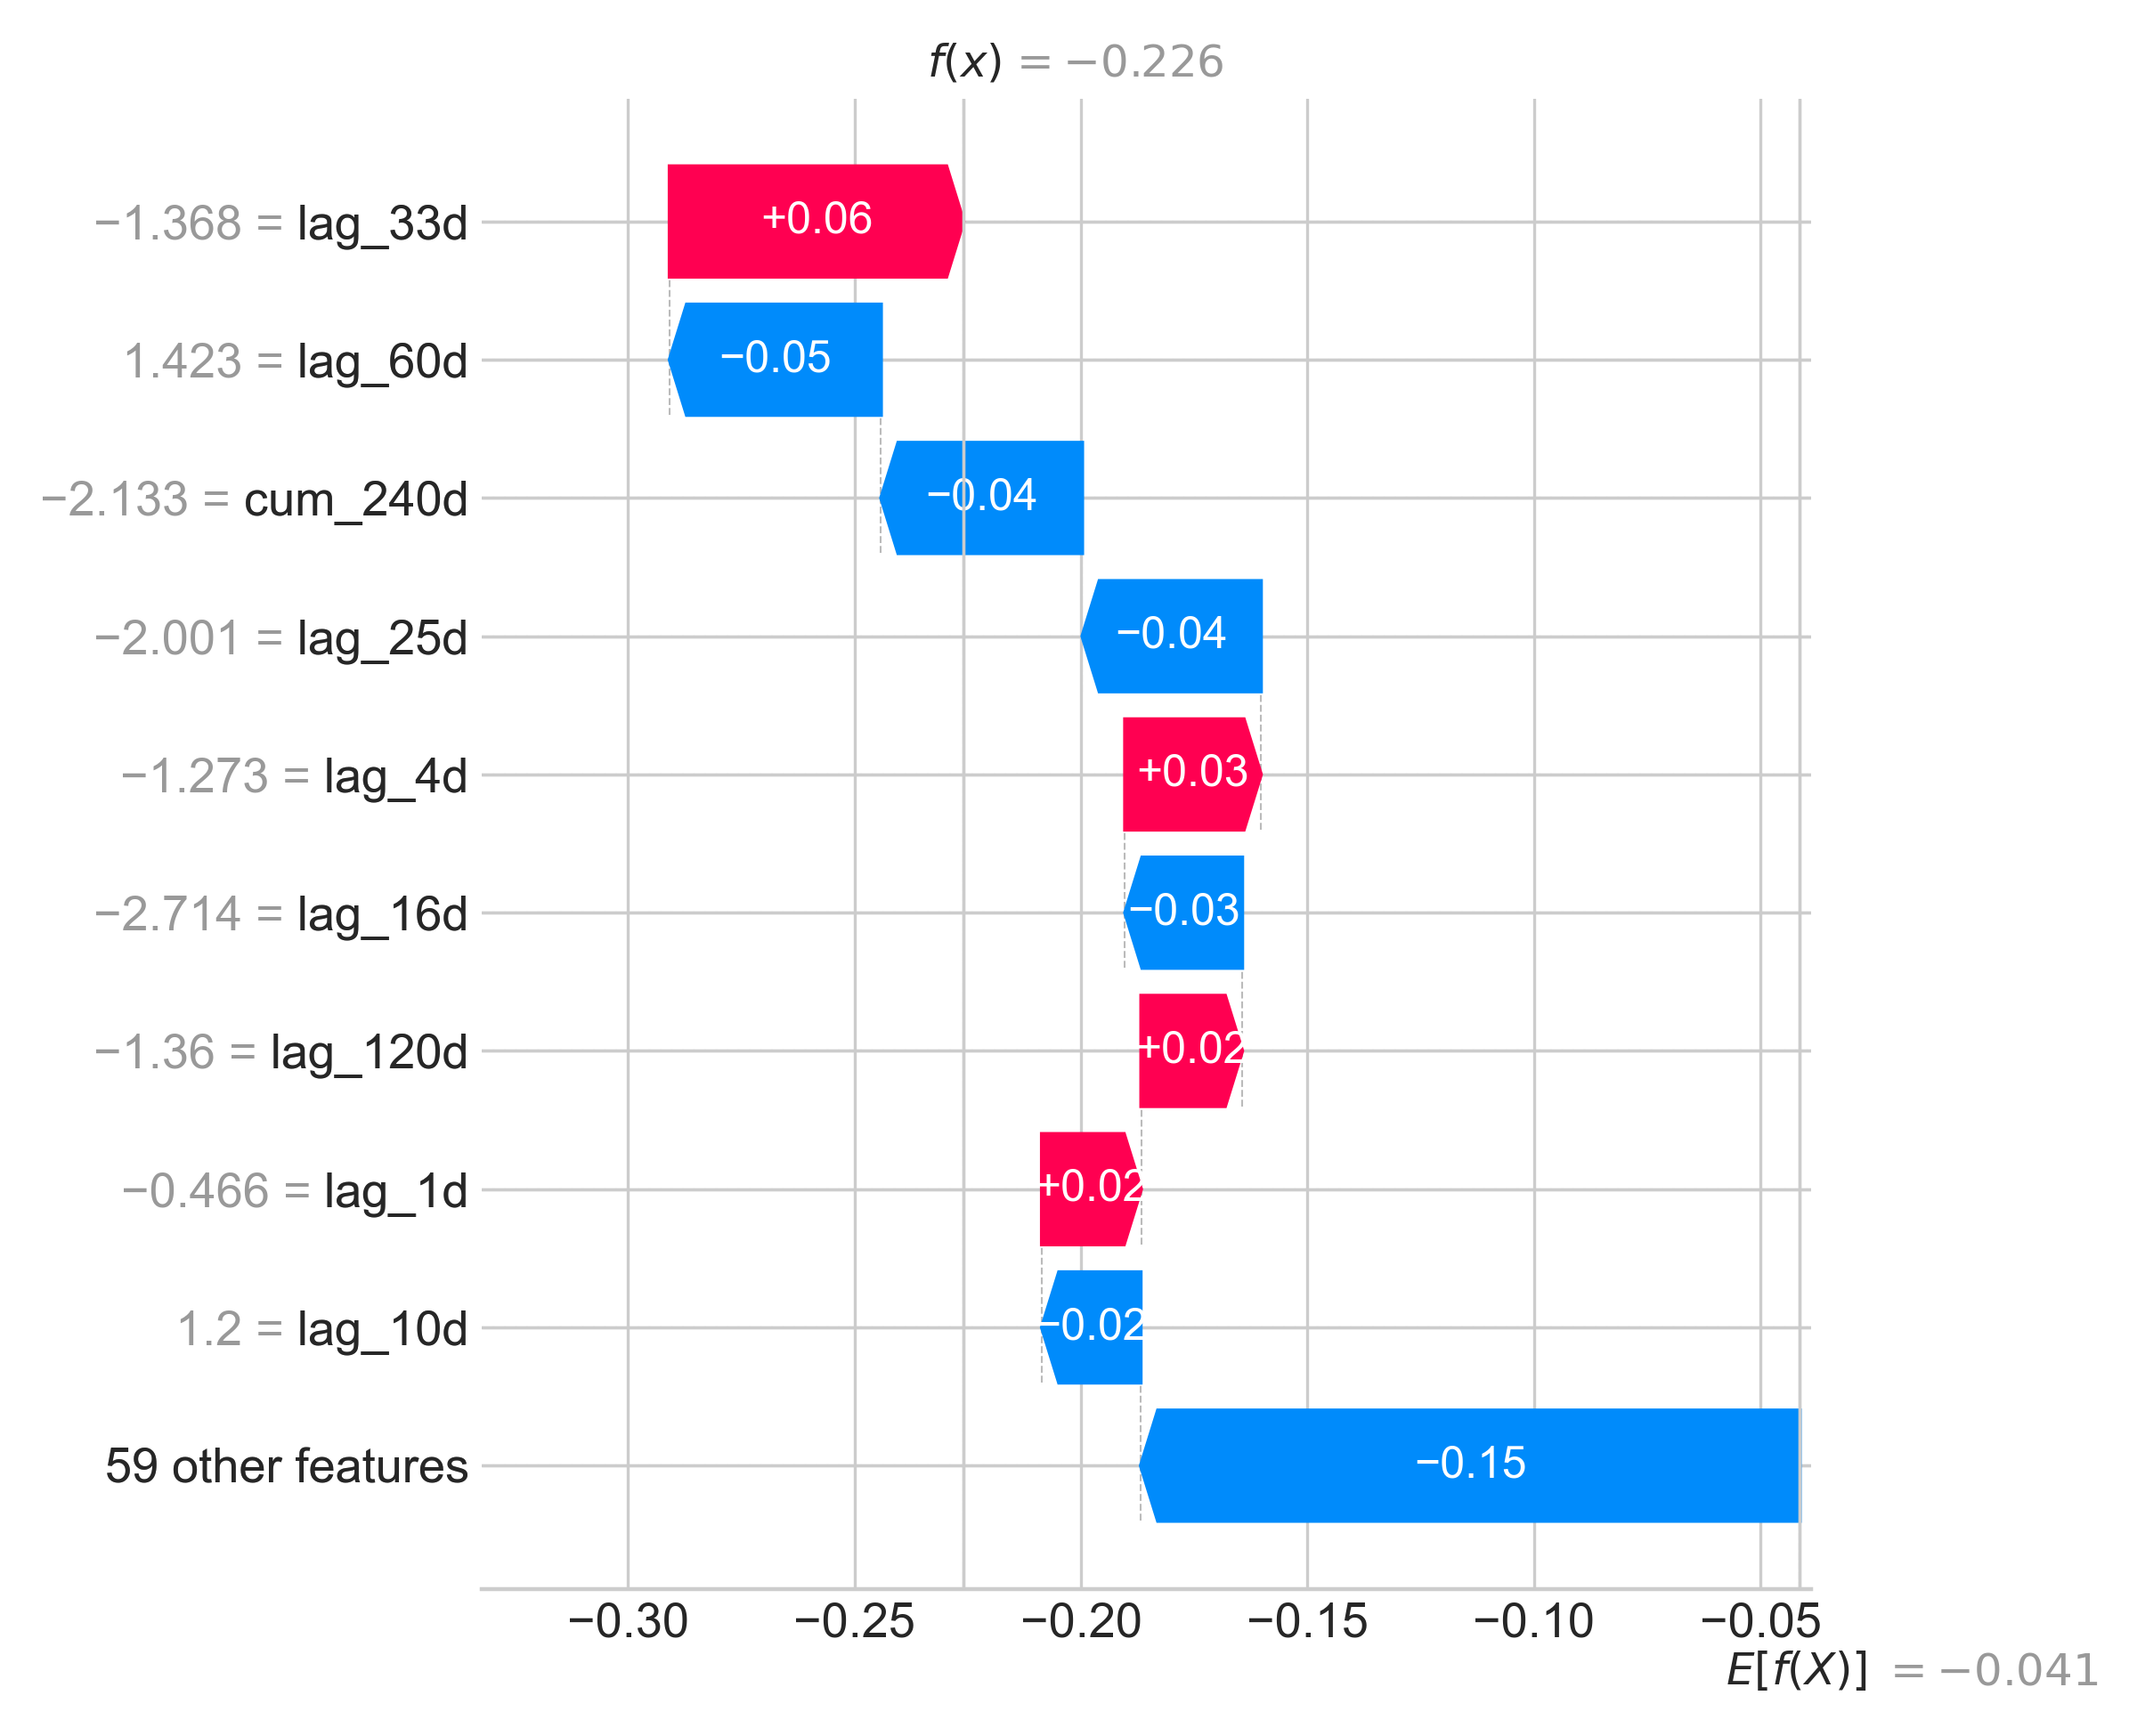 f(x) = −0.226
−1.368 = lag_33d +0.06
1.423 = lag_60d −0.05
−2.133 = cum_240d −0.04
−2.001 = lag_25d −0.04
−1.273 = lag_4d +0.03
−2.714 = lag_16d −0.03
−1.36 = lag_120d +0.02
−0.466 = lag_1d +0.02
1.2 = lag_10d −0.02
59 other features −0.15
−0.30 −0.25 −0.20 −0.15 −0.10 −0.05
E[f(X)] = −0.041